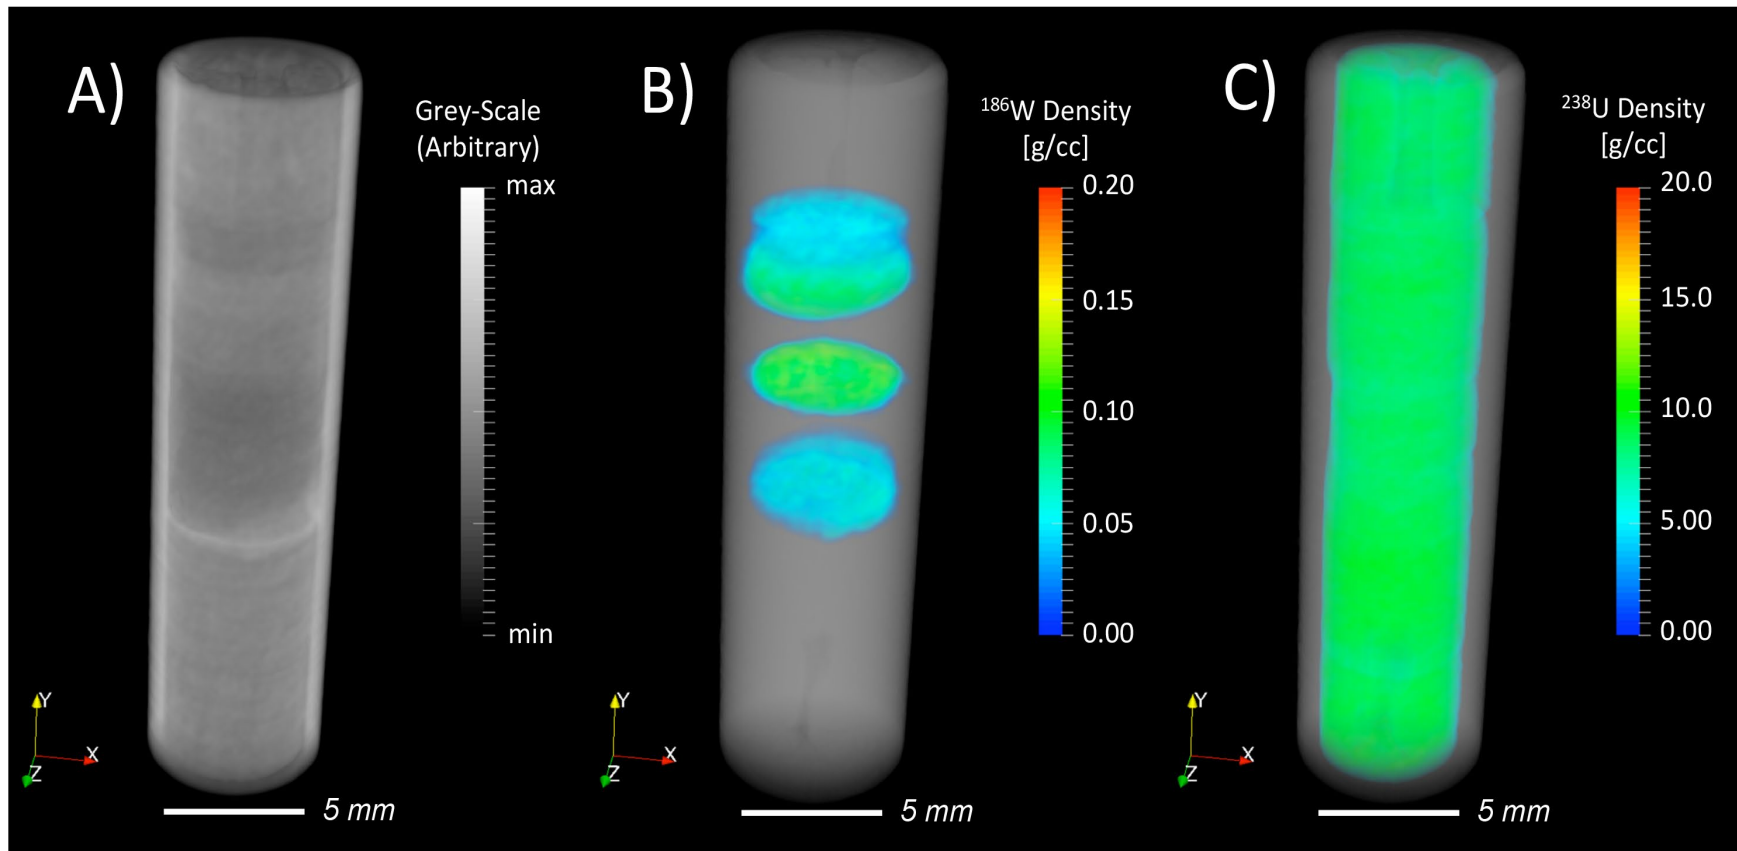 A)
Grey-Scale
(Arbitrary)
max
min
Y
X
Z
5 mm
B)
¹⁸⁶W Density
[g/cc]
0.20
0.15
0.10
0.05
0.00
Y
X
Z
5 mm
C)
²³⁸U Density
[g/cc]
20.0
15.0
10.0
5.00
0.00
Y
X
Z
5 mm